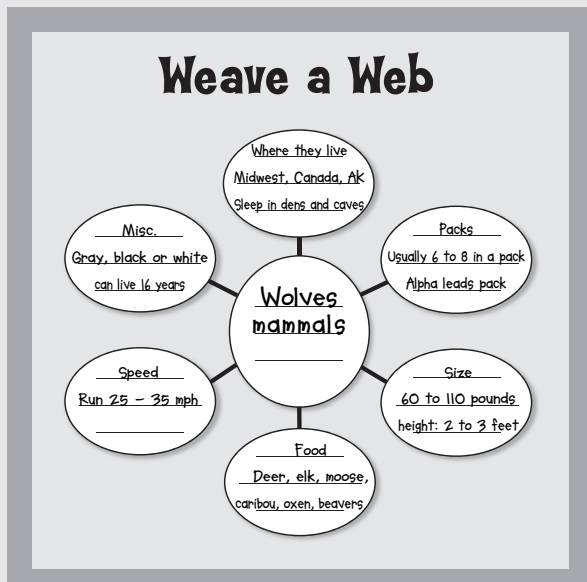 Weave a Web
Where they live
Midwest, Canada, AK
Sleep in dens and caves
Misc.
Gray, black or white
can live 16 years
Packs
Usually 6 to 8 in a pack
Alpha leads pack
Wolves
mammals
Speed
Run 25 – 35 mph
Size
60 to 110 pounds
height: 2 to 3 feet
Food
Deer, elk, moose,
caribou, oxen, beavers